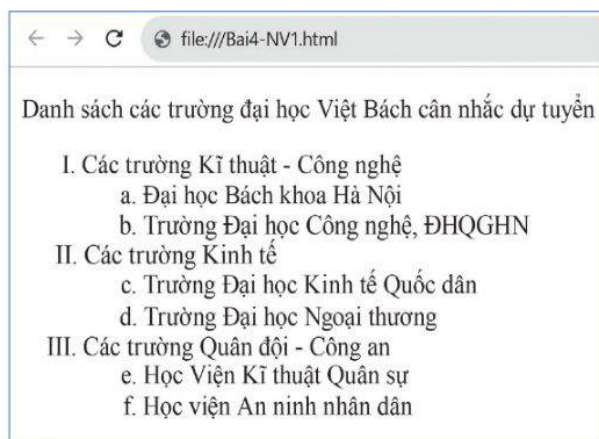 file:///Bai4-NV1.html
Danh sách các trường đại học Việt Bách cân nhắc dự tuyển
I. Các trường Kĩ thuật - Công nghệ
a. Đại học Bách khoa Hà Nội
b. Trường Đại học Công nghệ, ĐHQGHN
II. Các trường Kinh tế
c. Trường Đại học Kinh tế Quốc dân
d. Trường Đại học Ngoại thương
III. Các trường Quân đội - Công an
e. Học Viện Kĩ thuật Quân sự
f. Học viện An ninh nhân dân